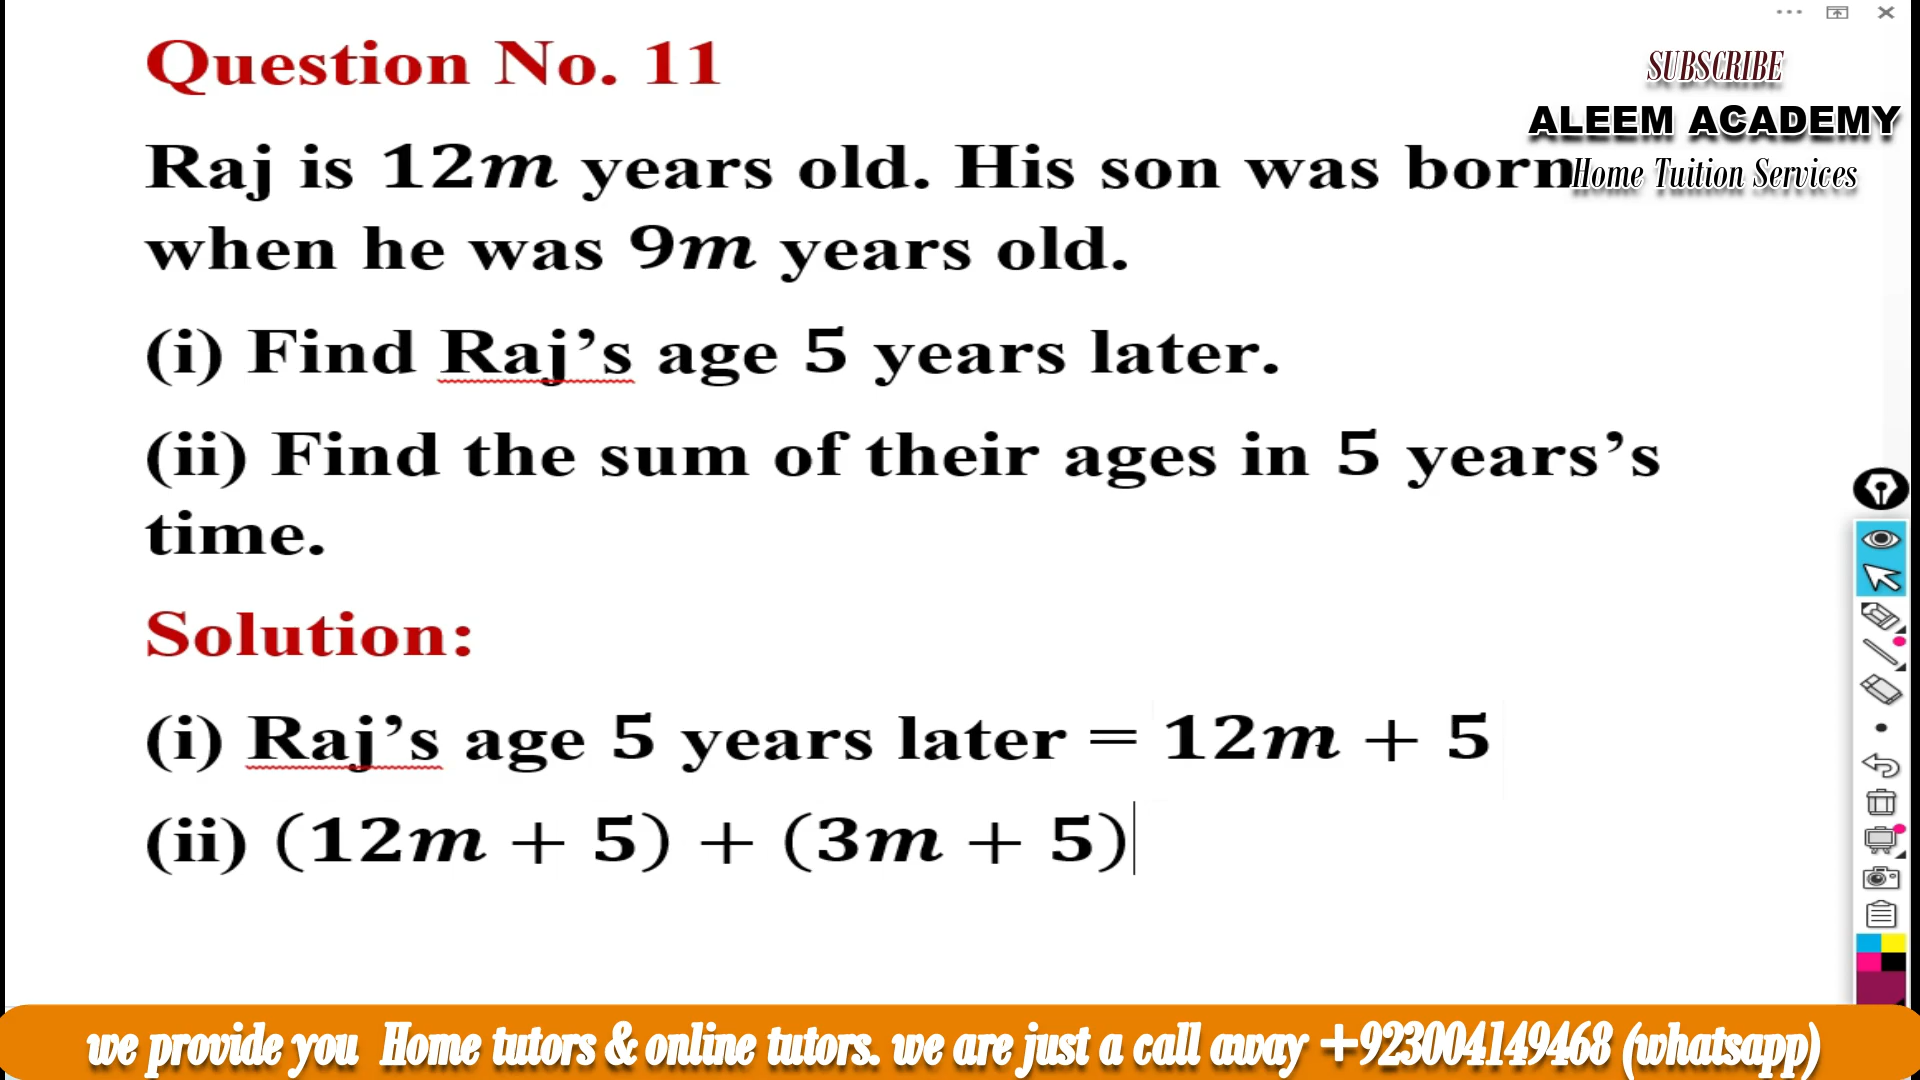 Question No. 11
SUBSCRIBE
ALEEM ACADEMY
Home Tuition Services
Raj is 12m years old. His son was born
when he was 9m years old.
(i) Find Raj’s age 5 years later.
(ii) Find the sum of their ages in 5 years’s
time.
Solution:
(i) Raj’s age 5 years later = 12m + 5
(ii) (12m + 5) + (3m + 5)
we provide you Home tutors & online tutors. we are just a call away +923004149468 (whatsapp)